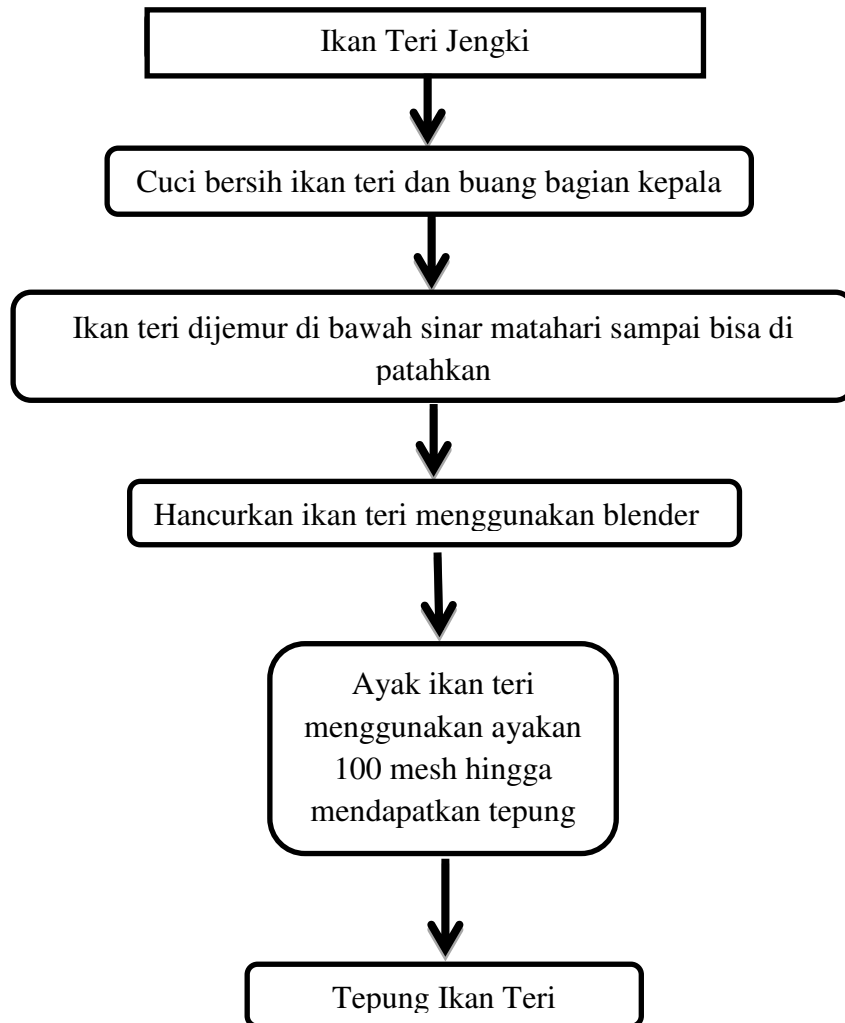 Ikan Teri Jengki
Cuci bersih ikan teri dan buang bagian kepala
Ikan teri dijemur di bawah sinar matahari sampai bisa di
patahkan
Hancurkan ikan teri menggunakan blender
Ayak ikan teri
menggunakan ayakan
100 mesh hingga
mendapatkan tepung
Tepung Ikan Teri